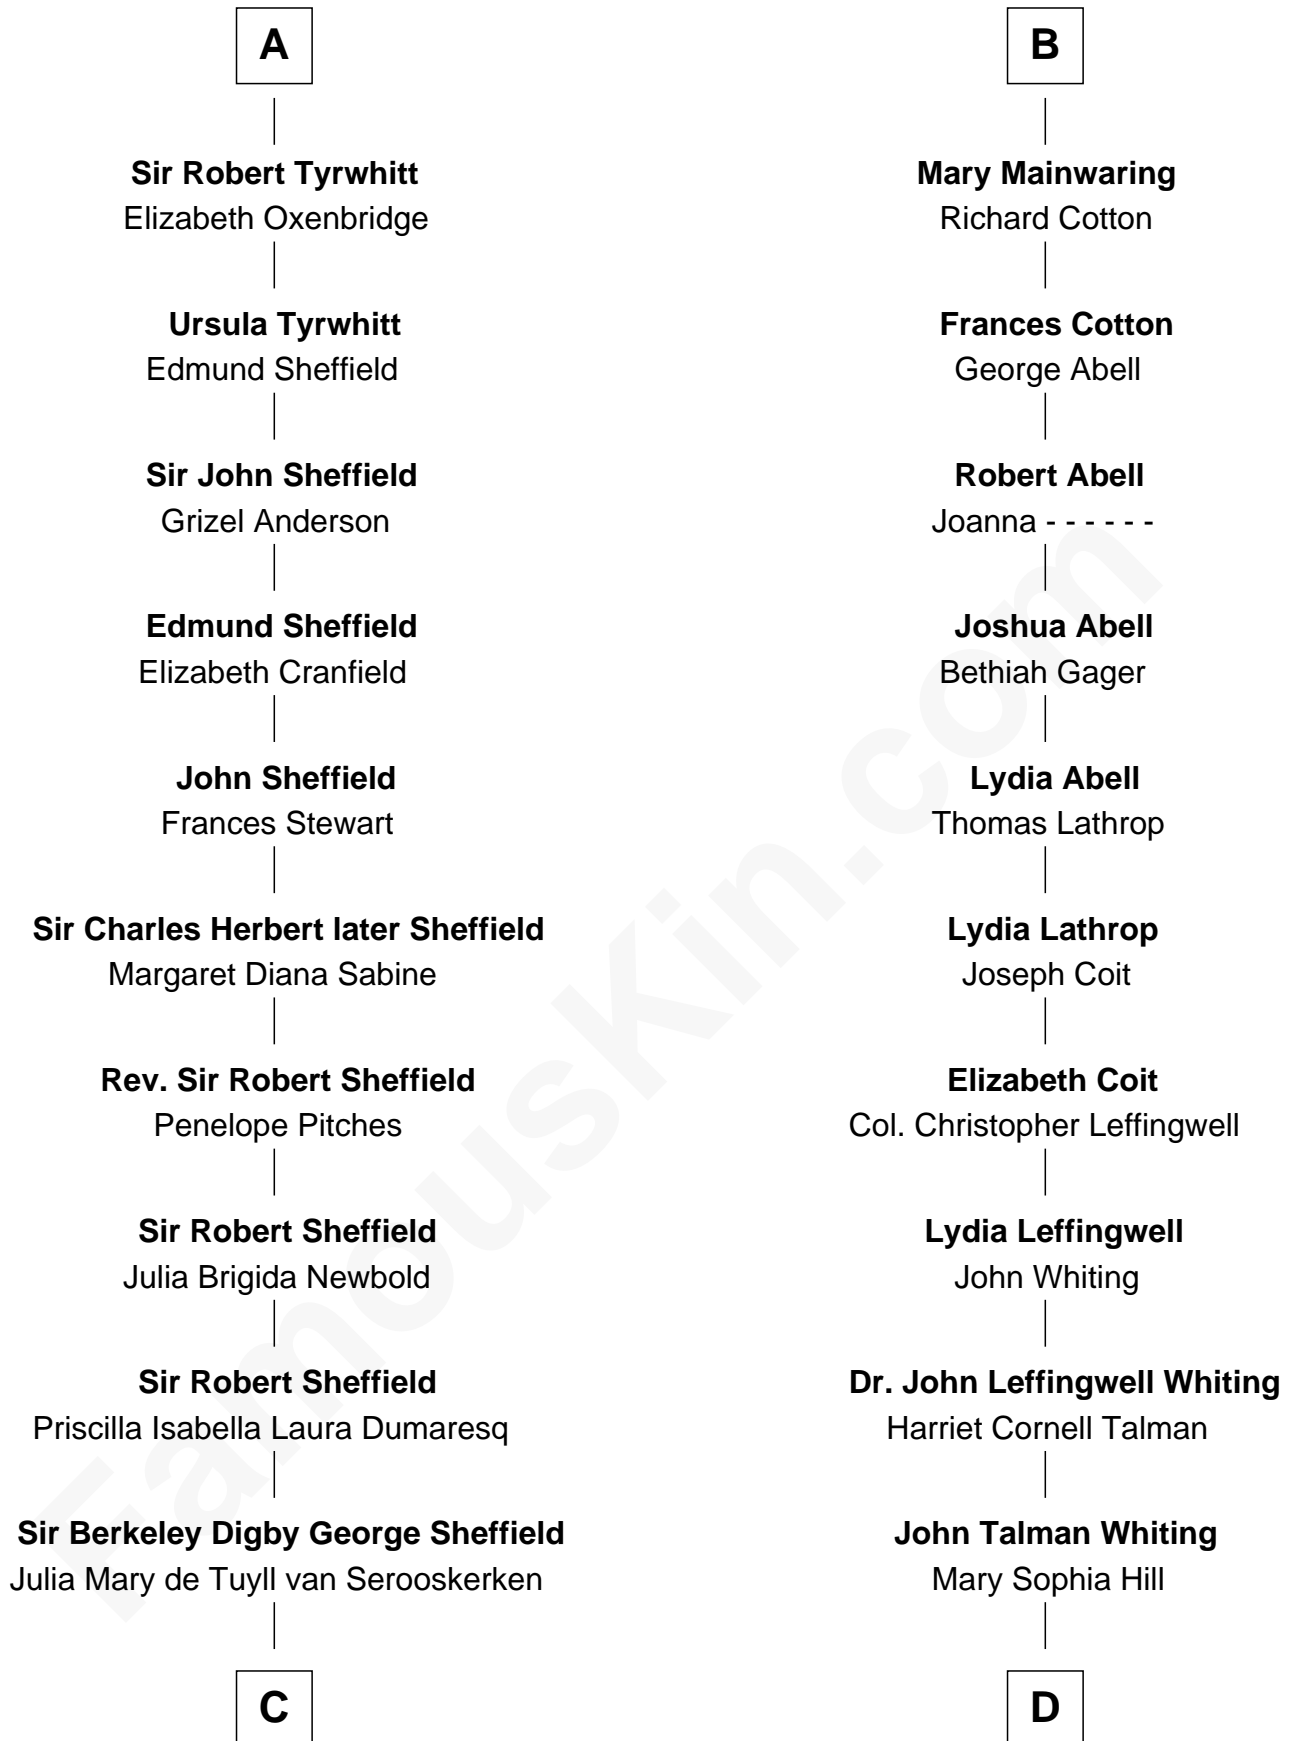 A
Sir Robert Tyrwhitt
Elizabeth Oxenbridge
Ursula Tyrwhitt
Edmund Sheffield
Sir John Sheffield
Grizel Anderson
Edmund Sheffield
Elizabeth Cranfield
John Sheffield
Frances Stewart
Sir Charles Herbert later Sheffield
Margaret Diana Sabine
Rev. Sir Robert Sheffield
Penelope Pitches
Sir Robert Sheffield
Julia Brigida Newbold
Sir Robert Sheffield
Priscilla Isabella Laura Dumaresq
Sir Berkeley Digby George Sheffield
Julia Mary de Tuyll van Serooskerken
C
B
Mary Mainwaring
Richard Cotton
Frances Cotton
George Abell
Robert Abell
Joanna - - - - - -
Joshua Abell
Bethiah Gager
Lydia Abell
Thomas Lathrop
Lydia Lathrop
Joseph Coit
Elizabeth Coit
Col. Christopher Leffingwell
Lydia Leffingwell
John Whiting
Dr. John Leffingwell Whiting
Harriet Cornell Talman
John Talman Whiting
Mary Sophia Hill
D
FamousKin.com